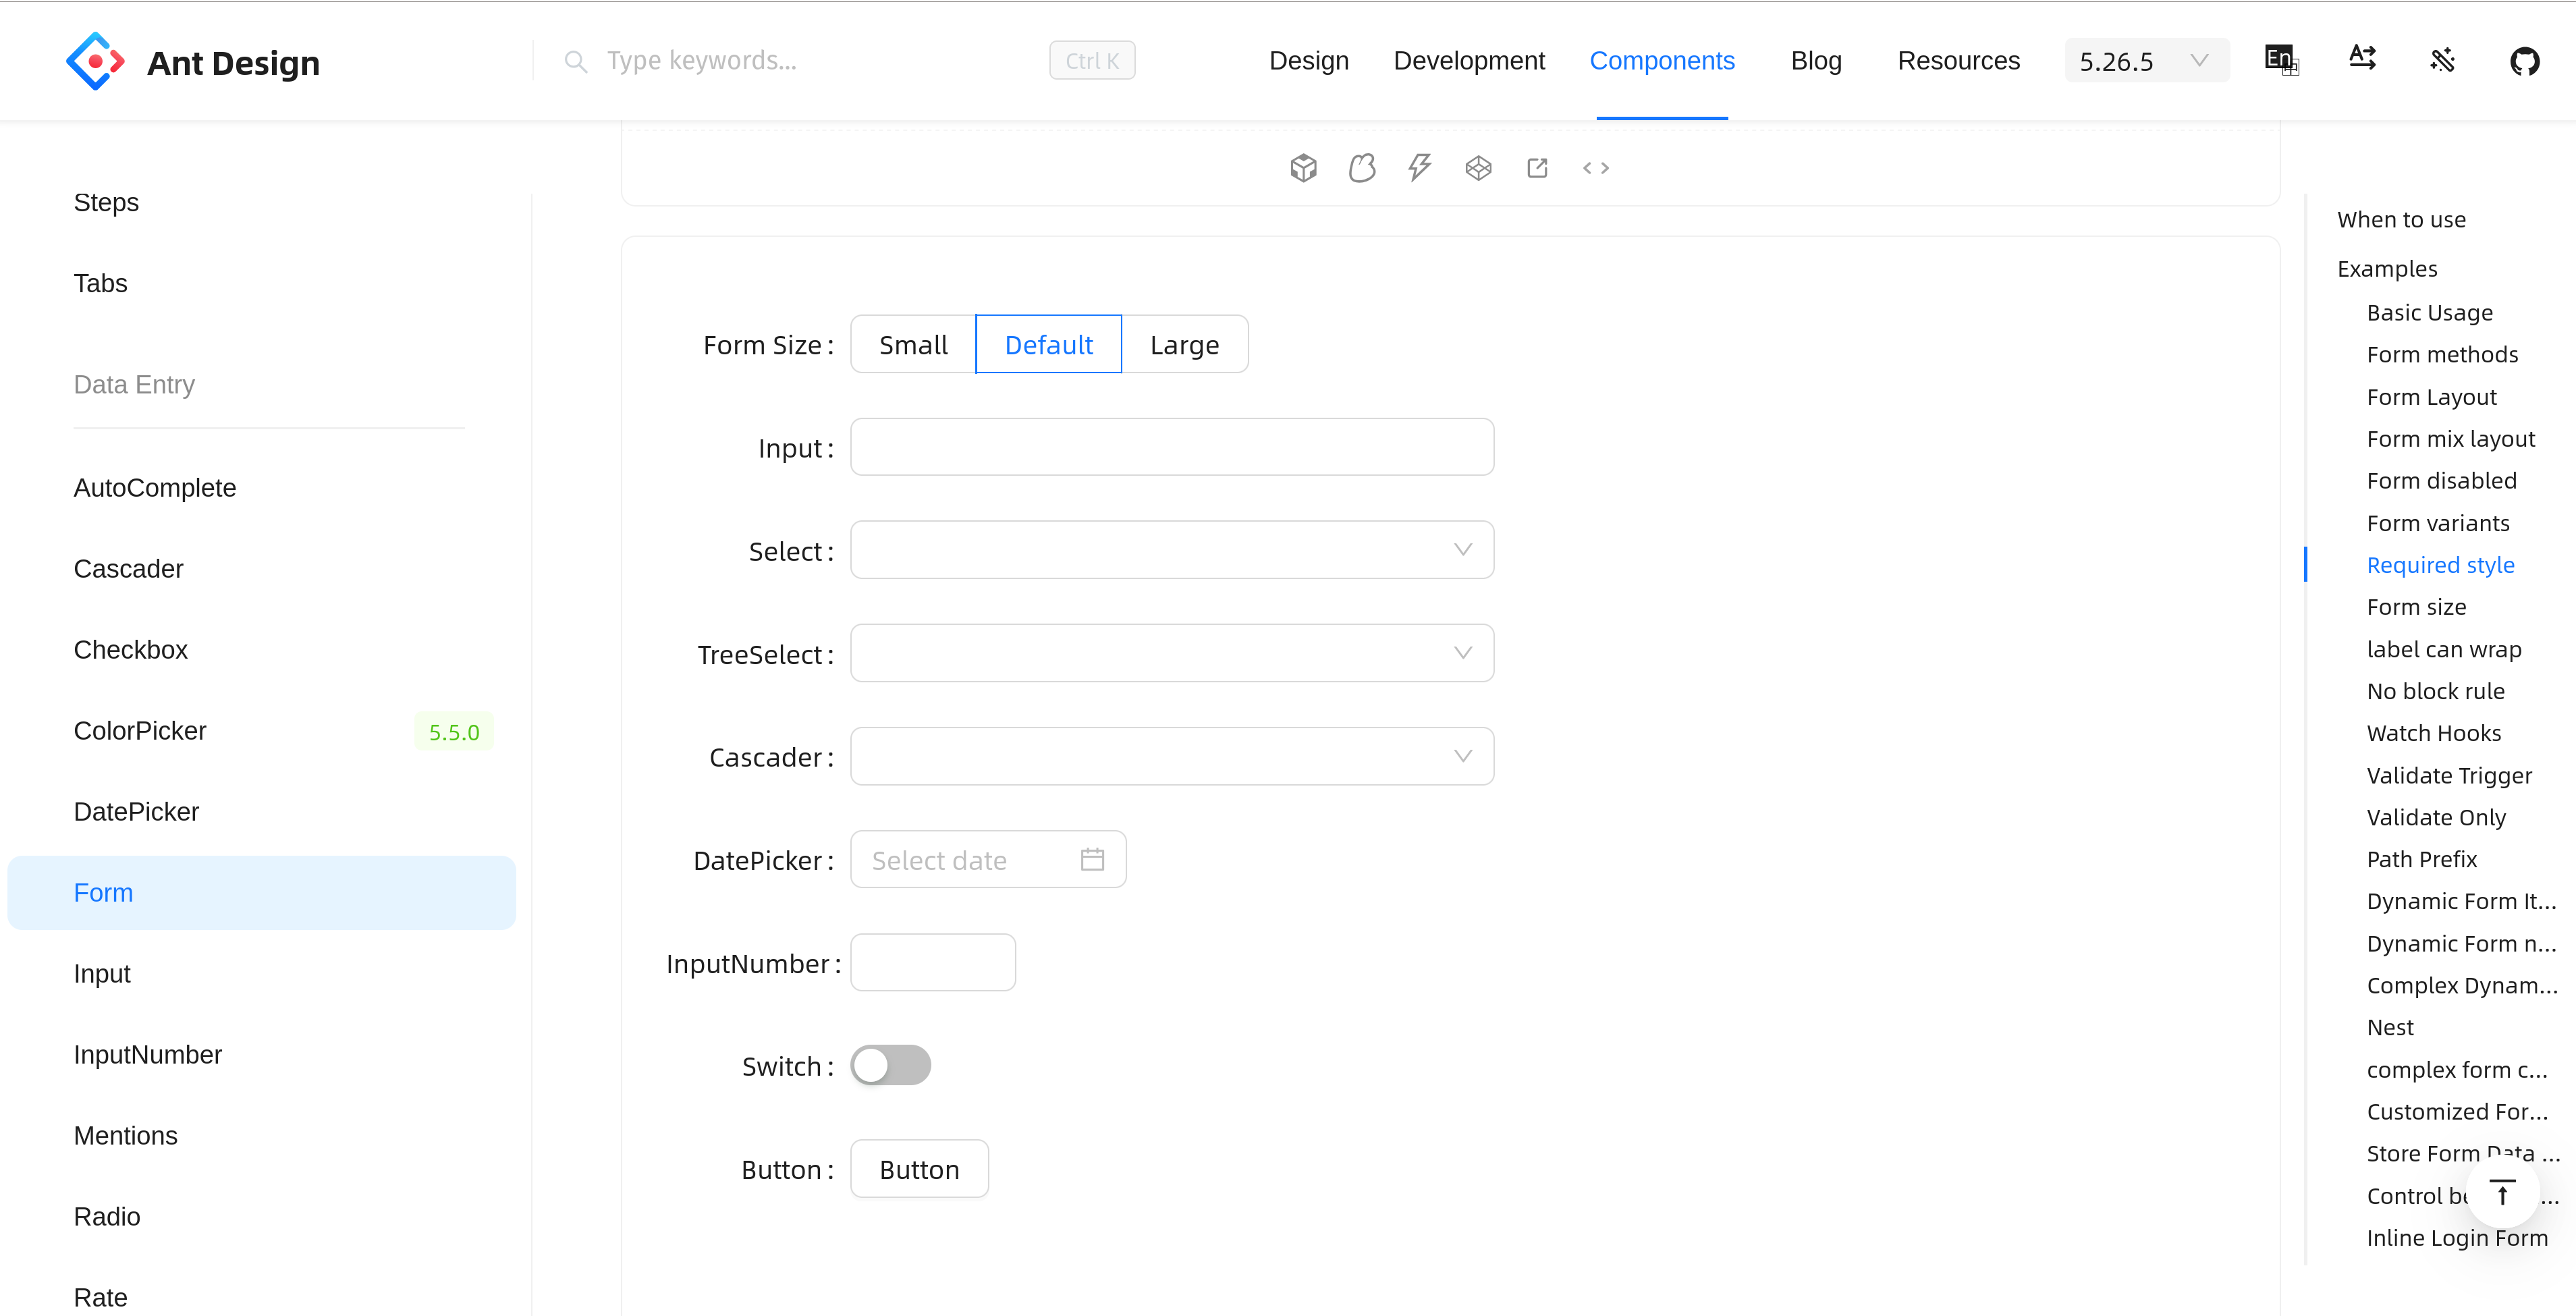 Ant Design
Type keywords...
Ctrl K
Design
Development
Components
Blog
Resources
5.26.5
En
Steps
Tabs
Data Entry
AutoComplete
Cascader
Checkbox
ColorPicker
5.5.0
DatePicker
Form
Input
InputNumber
Mentions
Radio
Rate
Form Size :
Small
Default
Large
Input :
Select :
TreeSelect :
Cascader :
DatePicker :
Select date
InputNumber :
Switch :
Button :
Button
When to use
Examples
Basic Usage
Form methods
Form Layout
Form mix layout
Form disabled
Form variants
Required style
Form size
label can wrap
No block rule
Watch Hooks
Validate Trigger
Validate Only
Path Prefix
Dynamic Form It...
Dynamic Form n...
Complex Dynam...
Nest
complex form c...
Customized For...
Store Form Data ...
Control
Inline Login Form